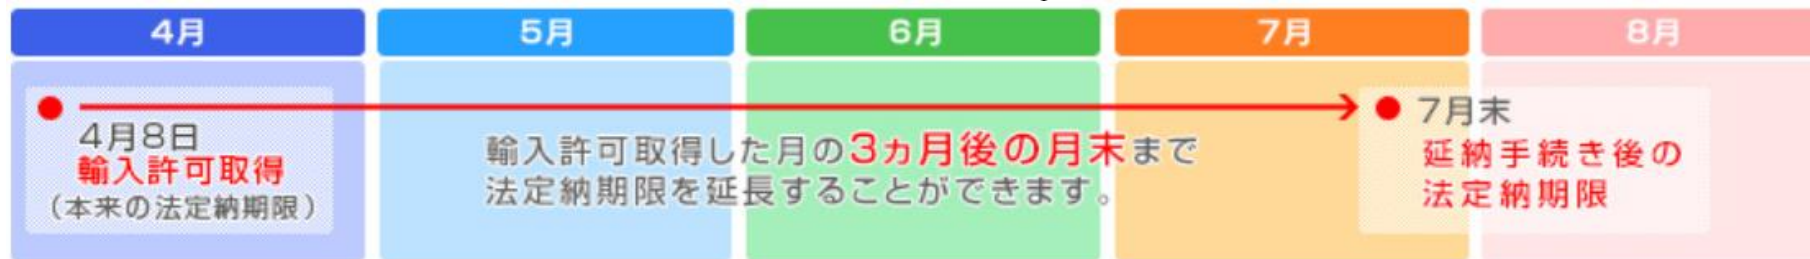 4月 5月 6月 7月 8月
4月8日
輸入許可取得
（本来の法定納期限）
輸入許可取得した月の3ヵ月後の月末まで
法定納期限を延長することができます。
7月末
延納手続き後の
法定納期限